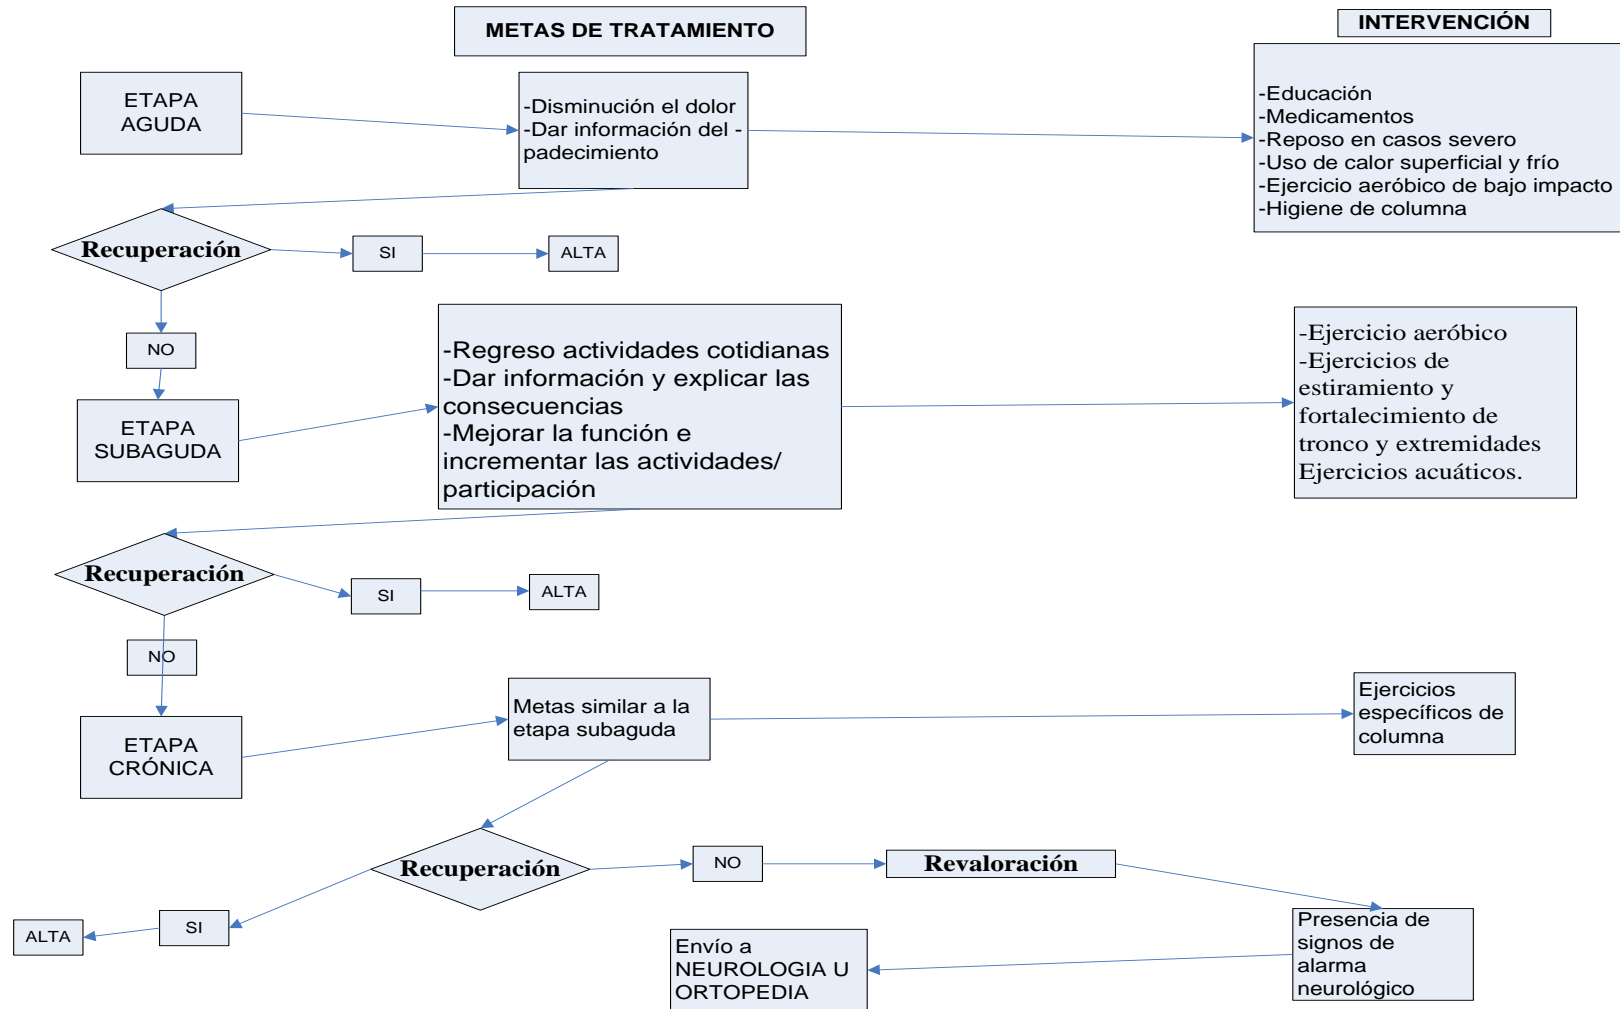 METAS DE TRATAMIENTO
INTERVENCIÓN
ETAPA
AGUDA
-Disminución el dolor
-Dar información del -
padecimiento
-Educación
-Medicamentos
-Reposo en casos severo
-Uso de calor superficial y frío
-Ejercicio aeróbico de bajo impacto
-Higiene de columna
Recuperación
SI
ALTA
NO
ETAPA
SUBAGUDA
-Regreso actividades cotidianas
-Dar información y explicar las
consecuencias
-Mejorar la función e
incrementar las actividades/
participación
-Ejercicio aeróbico
-Ejercicios de
estiramiento y
fortalecimiento de
tronco y extremidades
Ejercicios acuáticos.
Recuperación
SI
ALTA
NO
ETAPA
CRÓNICA
Metas similar a la
etapa subaguda
Ejercicios
específicos de
columna
Recuperación
NO
Revaloración
SI
ALTA
Presencia de
signos de
alarma
neurológico
Envío a
NEUROLOGIA U
ORTOPEDIA